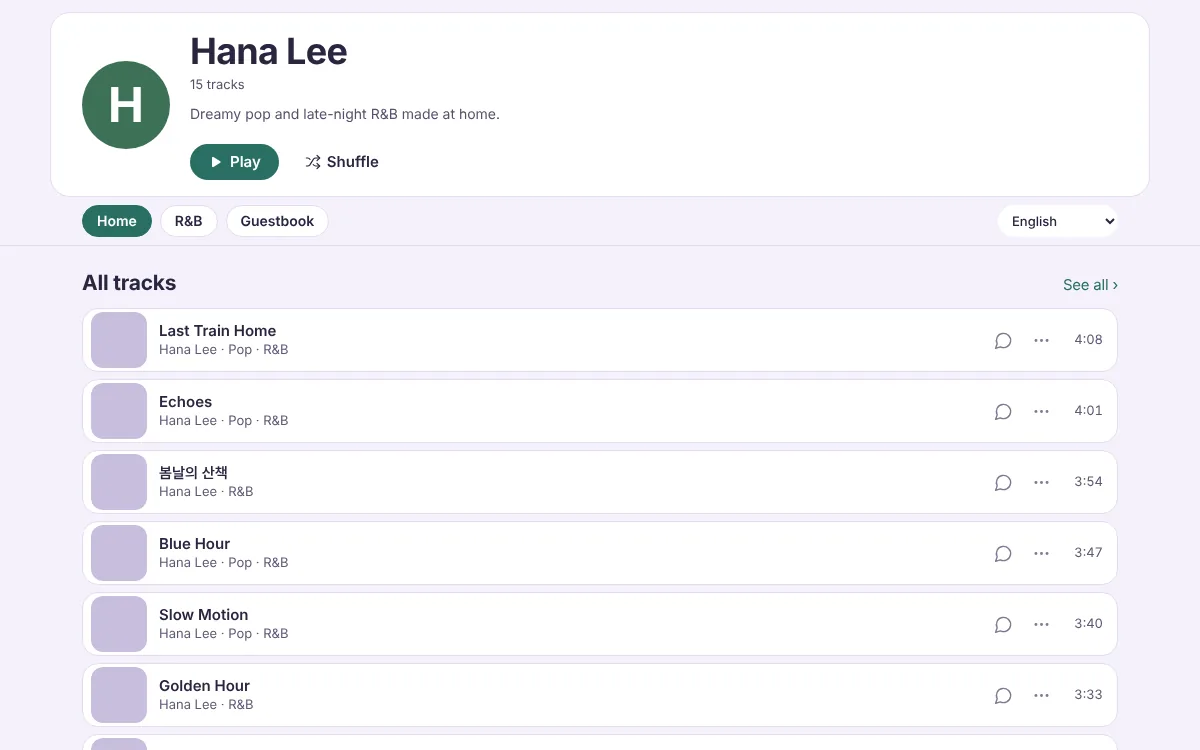 H
Hana Lee
15 tracks
Dreamy pop and late-night R&B made at home.
Play
Shuffle
Home
R&B
Guestbook
English
All tracks
See all ›
Last Train Home
Hana Lee · Pop · R&B
4:08
Echoes
Hana Lee · Pop · R&B
4:01
봄날의 산책
Hana Lee · R&B
3:54
Blue Hour
Hana Lee · Pop · R&B
3:47
Slow Motion
Hana Lee · Pop · R&B
3:40
Golden Hour
Hana Lee · R&B
3:33